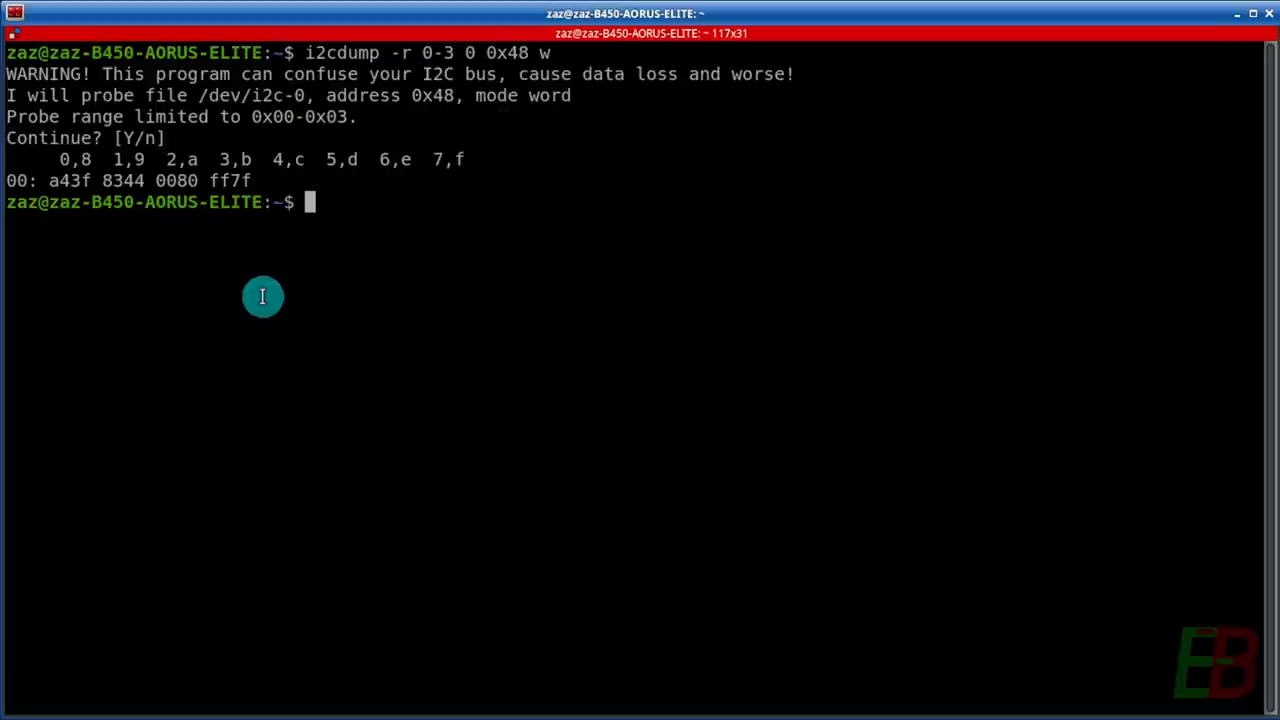 zaz@zaz-B450-AORUS-ELITE: ~
zaz@zaz-B450-AORUS-ELITE: ~ 117x31
zaz@zaz-B450-AORUS-ELITE:~$ i2cdump -r 0-3 0 0x48 w
WARNING! This program can confuse your I2C bus, cause data loss and worse!
I will probe file /dev/i2c-0, address 0x48, mode word
Probe range limited to 0x00-0x03.
Continue? [Y/n]
     0,8  1,9  2,a  3,b  4,c  5,d  6,e  7,f
00: a43f 8344 0080 ff7f
zaz@zaz-B450-AORUS-ELITE:~$
EB